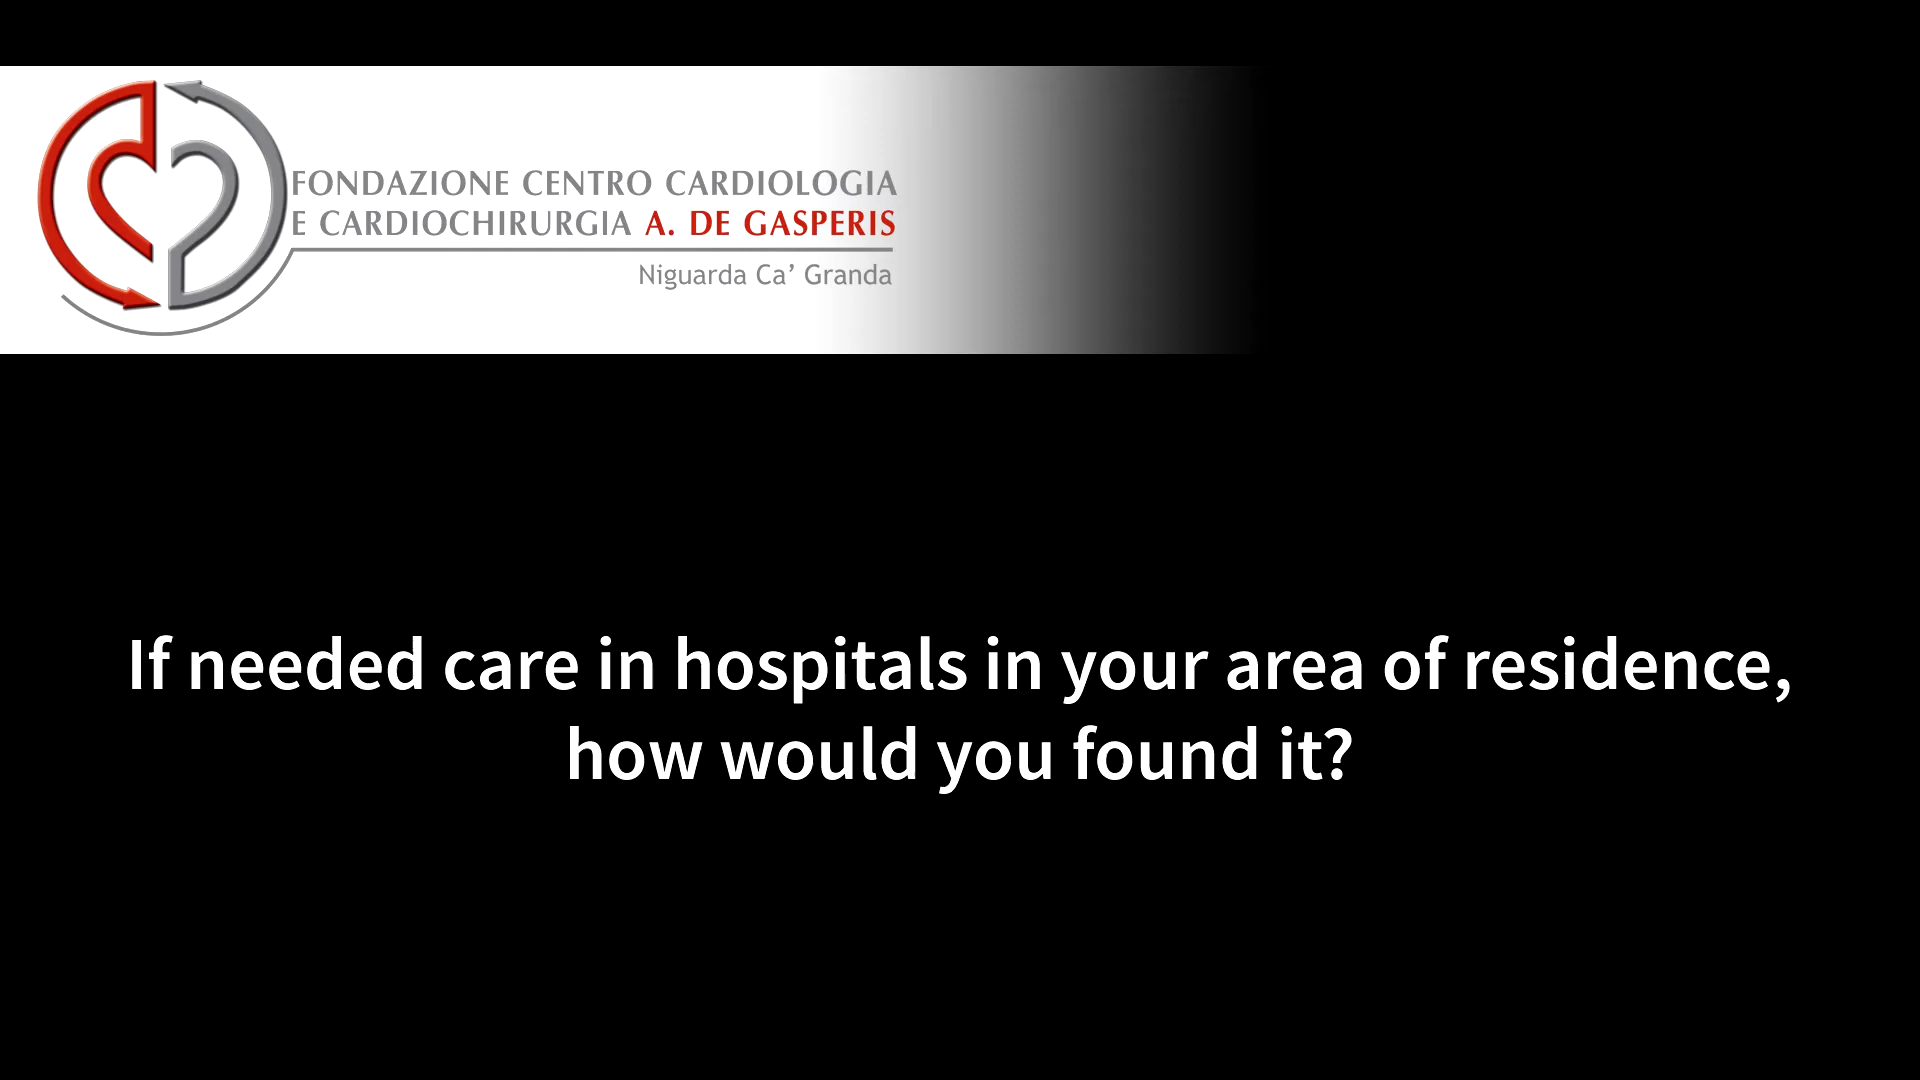 FONDAZIONE CENTRO CARDIOLOGIA
E CARDIOCHIRURGIA A. DE GASPERIS
Niguarda Ca’ Granda
If needed care in hospitals in your area of residence,
how would you found it?